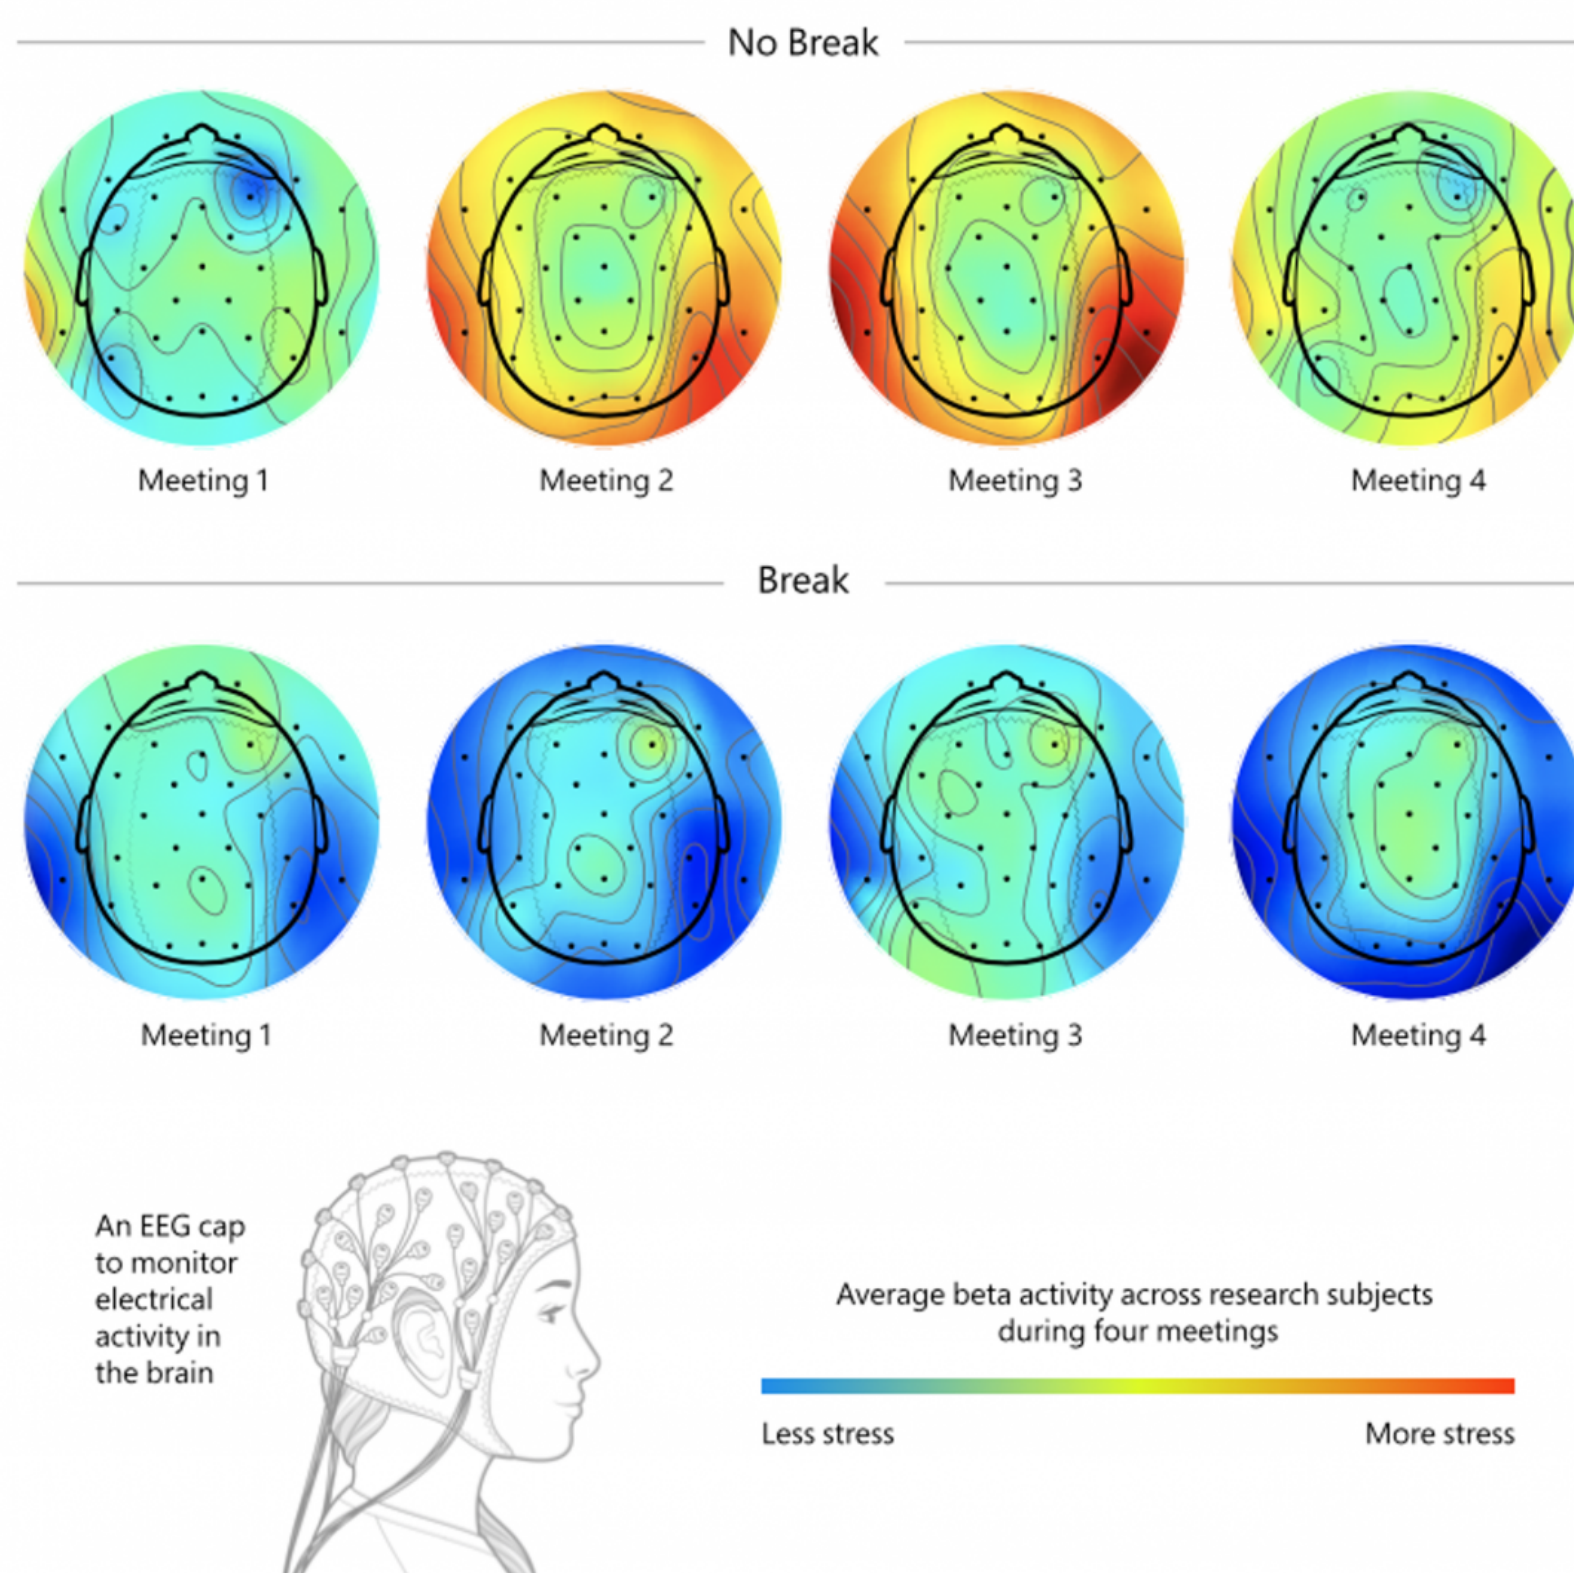 No Break
Meeting 1
Meeting 2
Meeting 3
Meeting 4
Break
Meeting 1
Meeting 2
Meeting 3
Meeting 4
An EEG cap
to monitor
electrical
activity in
the brain
Average beta activity across research subjects
during four meetings
Less stress
More stress